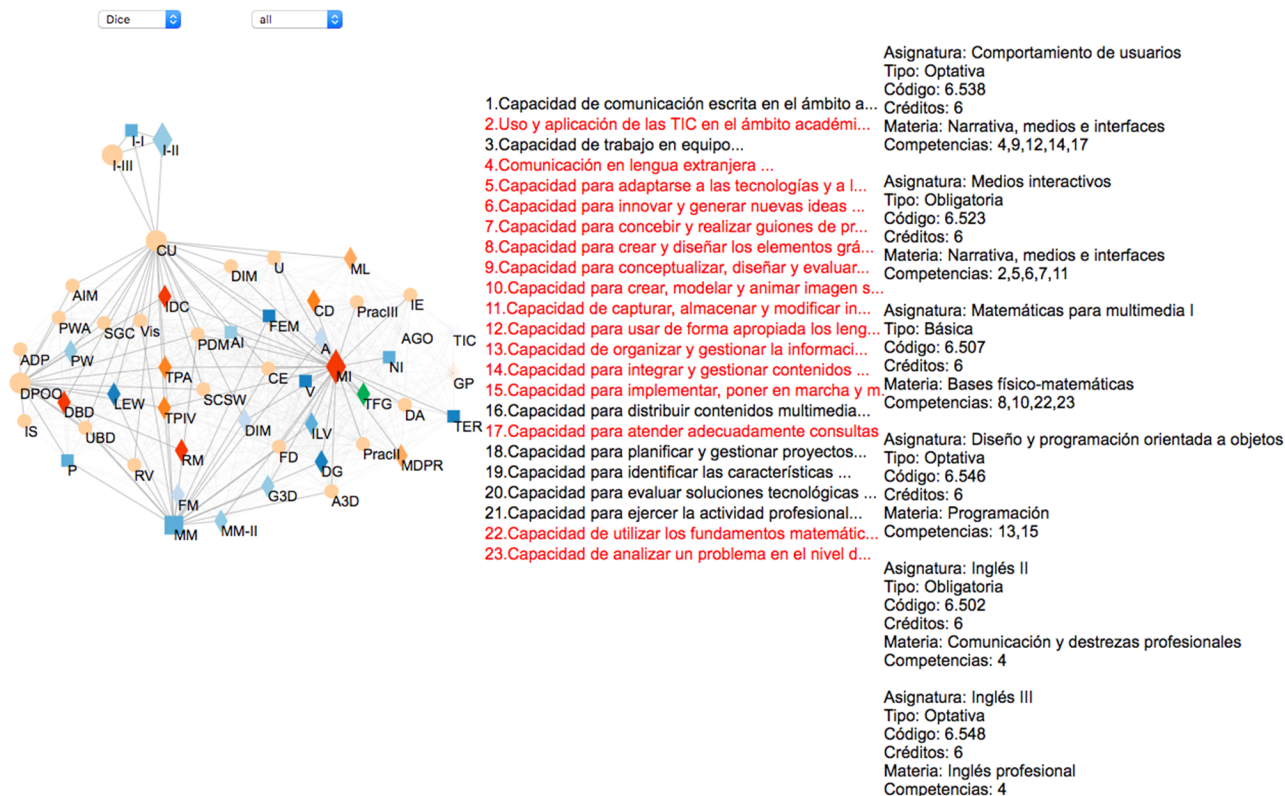 Dice
all
I-I
I-II
I-III
CU
DIM
U
ML
AIM
IDC
CD
PracIII
IE
PWA
SGC
Vis
FEM
PDM
AI
A
AGO
TIC
ADP
PW
NI
TPA
CE
MI
GP
DPOO
V
DBD
LEW
SCSW
TFG
TPIV
DA
IS
UBD
DIM
ILV
TER
RM
FD
PracII
MDPR
P
RV
DG
FM
G3D
A3D
MM
MM-II
1.Capacidad de comunicación escrita en el ámbito a...
2.Uso y aplicación de las TIC en el ámbito académi...
3.Capacidad de trabajo en equipo...
4.Comunicación en lengua extranjera ...
5.Capacidad para adaptarse a las tecnologías y a l...
6.Capacidad para innovar y generar nuevas ideas ...
7.Capacidad para concebir y realizar guiones de pr...
8.Capacidad para crear y diseñar los elementos grá...
9.Capacidad para conceptualizar, diseñar y evaluar...
10.Capacidad para crear, modelar y animar imagen s...
11.Capacidad de capturar, almacenar y modificar in...
12.Capacidad para usar de forma apropiada los leng...
13.Capacidad de organizar y gestionar la informaci...
14.Capacidad para integrar y gestionar contenidos ...
15.Capacidad para implementar, poner en marcha y m
16.Capacidad para distribuir contenidos multimedia...
17.Capacidad para atender adecuadamente consultas
18.Capacidad para planificar y gestionar proyectos...
19.Capacidad para identificar las características ...
20.Capacidad para evaluar soluciones tecnológicas ...
21.Capacidad para ejercer la actividad profesional...
22.Capacidad de utilizar los fundamentos matemátic...
23.Capacidad de analizar un problema en el nivel d...
Asignatura: Comportamiento de usuarios
Tipo: Optativa
Código: 6.538
Créditos: 6
Materia: Narrativa, medios e interfaces
Competencias: 4,9,12,14,17
Asignatura: Medios interactivos
Tipo: Obligatoria
Código: 6.523
Créditos: 6
Materia: Narrativa, medios e interfaces
Competencias: 2,5,6,7,11
Asignatura: Matemáticas para multimedia I
Tipo: Básica
Código: 6.507
Créditos: 6
Materia: Bases físico-matemáticas
Competencias: 8,10,22,23
Asignatura: Diseño y programación orientada a objetos
Tipo: Optativa
Código: 6.546
Créditos: 6
Materia: Programación
Competencias: 13,15
Asignatura: Inglés II
Tipo: Obligatoria
Código: 6.502
Créditos: 6
Materia: Comunicación y destrezas profesionales
Competencias: 4
Asignatura: Inglés III
Tipo: Optativa
Código: 6.548
Créditos: 6
Materia: Inglés profesional
Competencias: 4